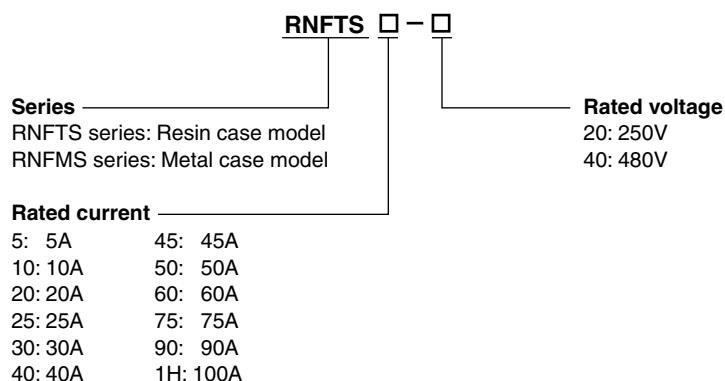 RNFTS □ – □
Series
RNFTS series: Resin case model
RNFMS series: Metal case model
Rated voltage
20: 250V
40: 480V
Rated current
5: 5A 45: 45A
10: 10A 50: 50A
20: 20A 60: 60A
25: 25A 75: 75A
30: 30A 90: 90A
40: 40A 1H: 100A